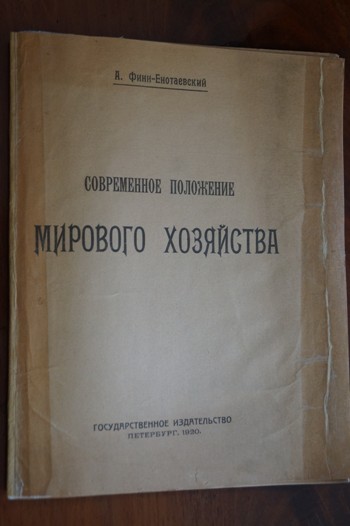 А. Финн-Енотаевский
СОВРЕМЕННОЕ ПОЛОЖЕНИЕ
МИРОВОГО ХОЗЯЙСТВА
ГОСУДАРСТВЕННОЕ ИЗДАТЕЛЬСТВО
ПЕТЕРБУРГ, 1920.